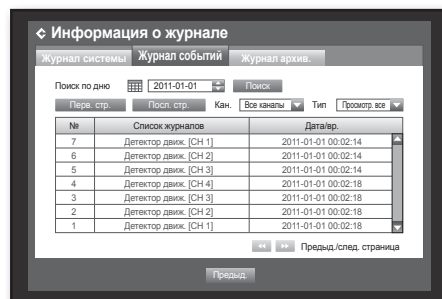 Информация о журнале
Журнал системы Журнал событий Журнал архив.
Поиск по дню 2011-01-01 Поиск
Перв. стр. Посл. стр. Кан. Все каналы Тип Просмотр. все
№ Список журналов Дата/вр.
7 Детектор движ. [CH 1] 2011-01-01 00:02:14
6 Детектор движ. [CH 2] 2011-01-01 00:02:14
5 Детектор движ. [CH 3] 2011-01-01 00:02:14
4 Детектор движ. [CH 4] 2011-01-01 00:02:18
3 Детектор движ. [CH 3] 2011-01-01 00:02:18
2 Детектор движ. [CH 2] 2011-01-01 00:02:18
1 Детектор движ. [CH 1] 2011-01-01 00:02:18
Предыд./след. страница
Предыд.